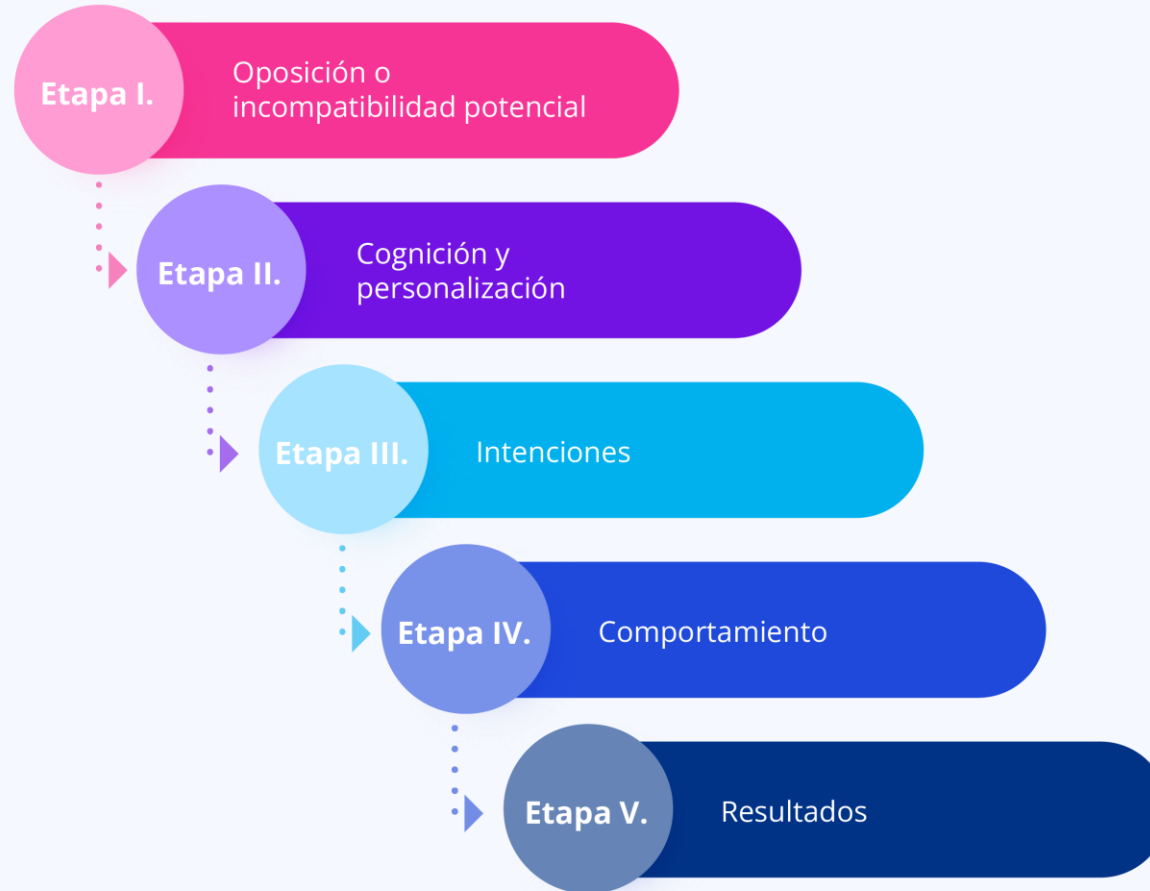 Etapa I.
Oposición o
incompatibilidad potencial
Etapa II.
Cognición y
personalización
Etapa III.
Intenciones
Etapa IV.
Comportamiento
Etapa V.
Resultados